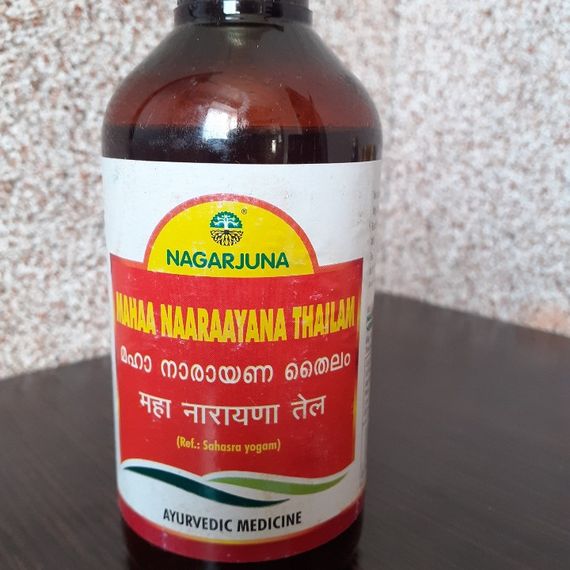 ®
NAGARJUNA
MAHAA NAARAAYANA THAILAM
മഹാ നാരായണ തൈലം
महा नारायणा तेल
(Ref.: Sahasra yogam)
AYURVEDIC MEDICINE